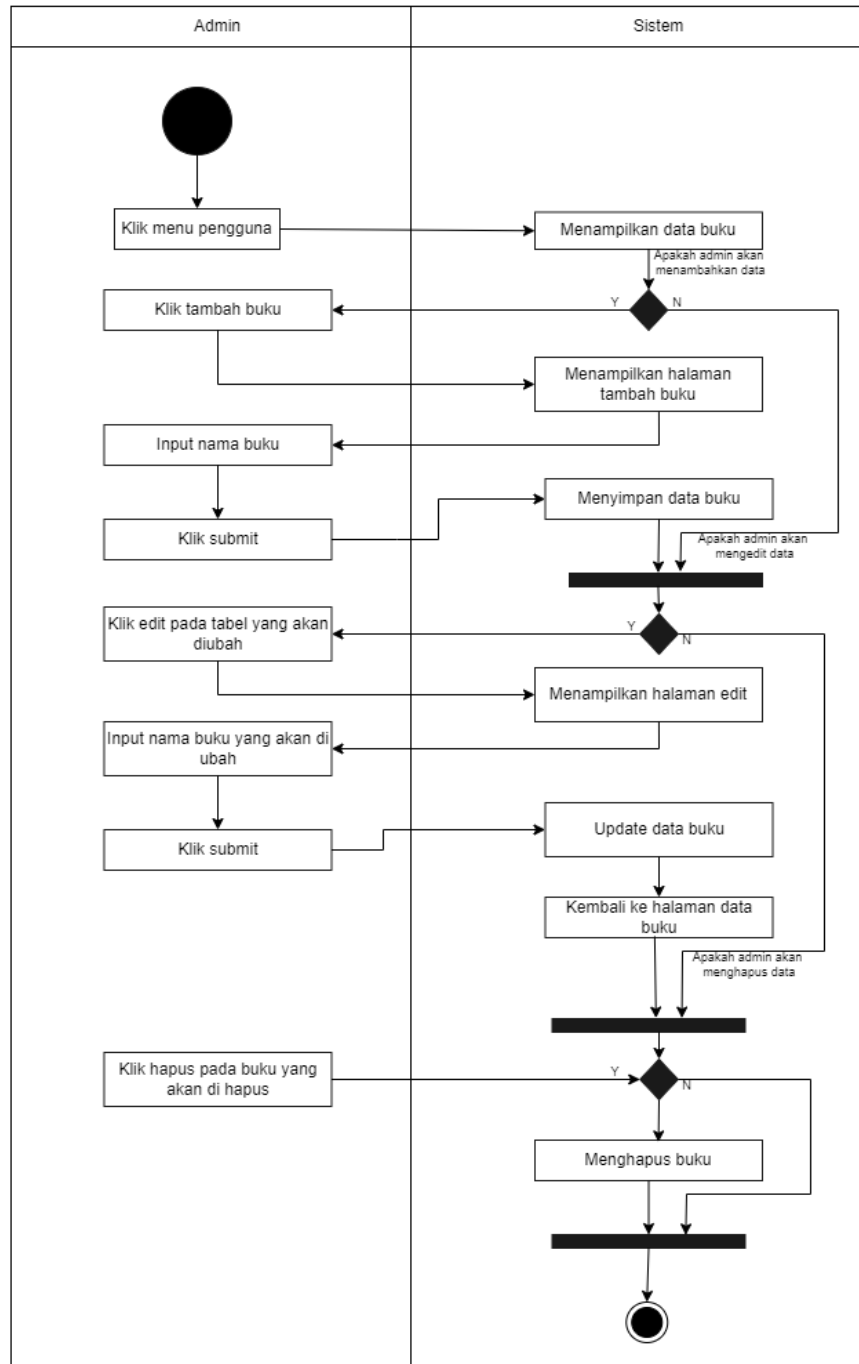 Admin
Sistem
Klik menu pengguna
Menampilkan data buku
Apakah admin akan
menambahkan data
Y
N
Klik tambah buku
Menampilkan halaman
tambah buku
Input nama buku
Menyimpan data buku
Klik submit
Apakah admin akan
mengedit data
Klik edit pada tabel yang akan
diubah
Y
N
Menampilkan halaman edit
Input nama buku yang akan di
ubah
Update data buku
Klik submit
Kembali ke halaman data
buku
Apakah admin akan
menghapus data
Klik hapus pada buku yang
akan di hapus
Y
N
Menghapus buku